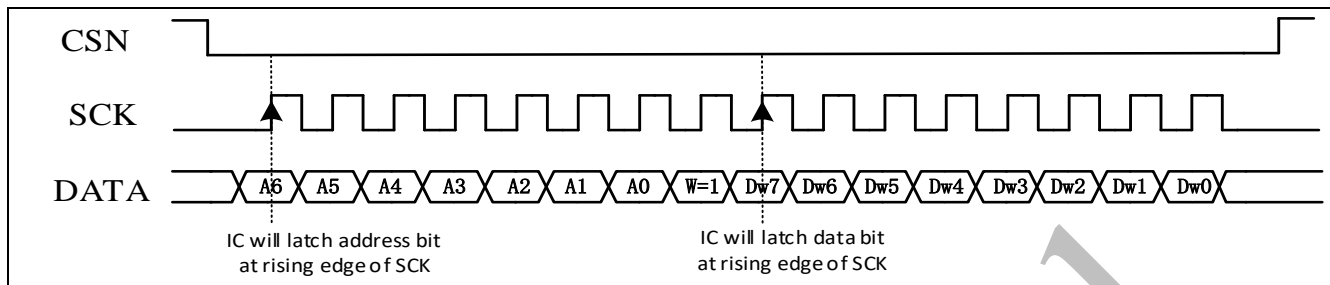 CSN
SCK
DATA A6 A5 A4 A3 A2 A1 A0 W=1 Dw7 Dw6 Dw5 Dw4 Dw3 Dw2 Dw1 Dw0
IC will latch address bit
at rising edge of SCK
IC will latch data bit
at rising edge of SCK